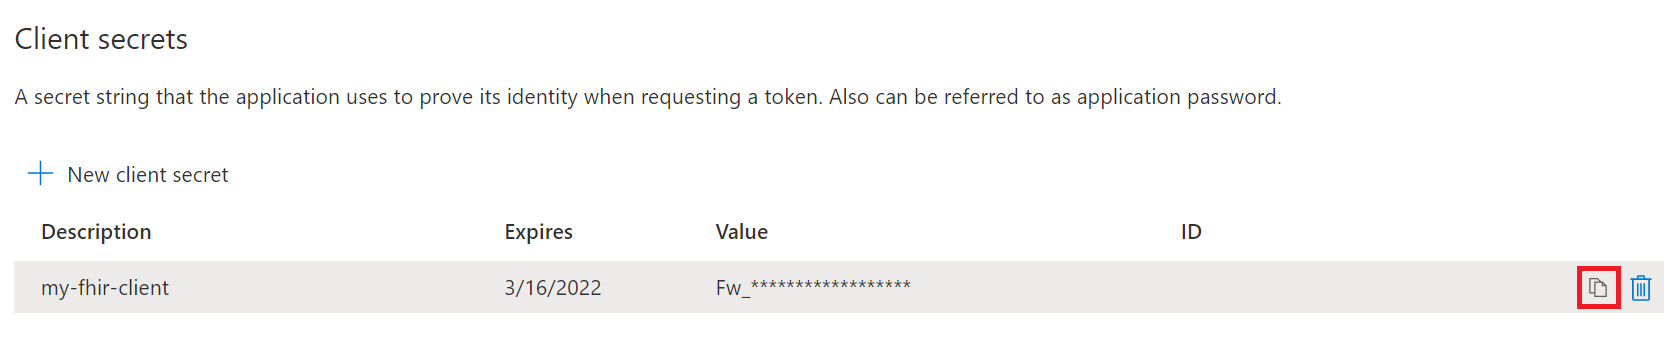 Client secrets
A secret string that the application uses to prove its identity when requesting a token. Also can be referred to as application password.
New client secret
Description Expires Value ID
my-fhir-client 3/16/2022 Fw_******************